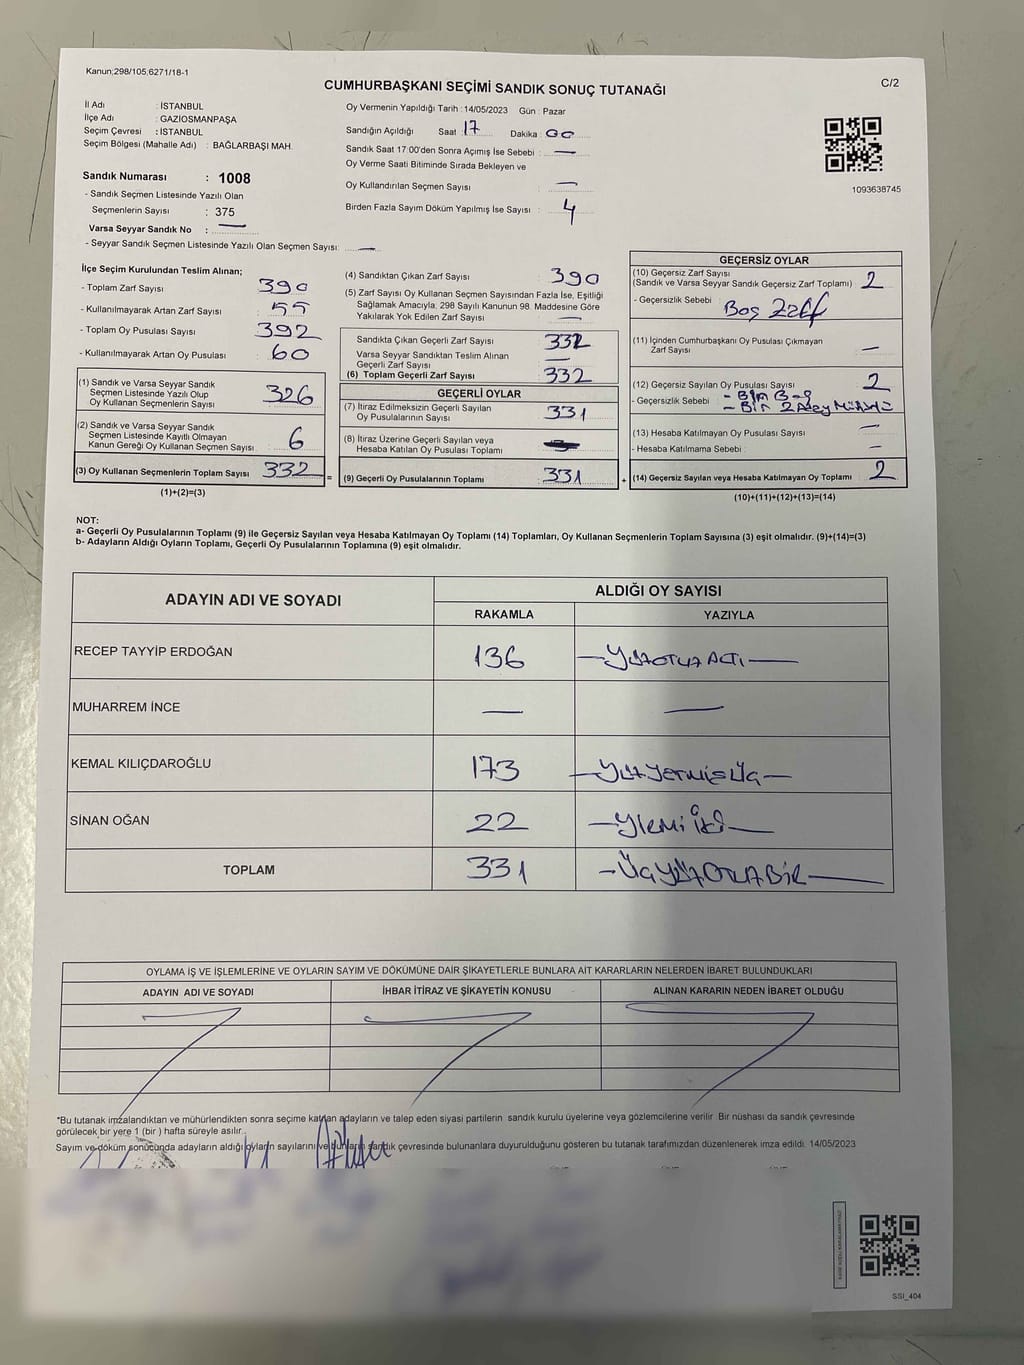 Kanun;298/105,6271/18-1
CUMHURBAŞKANI SEÇİMİ SANDIK SONUÇ TUTANAĞI
C/2
İl Adı : İSTANBUL
İlçe Adı : GAZİOSMANPAŞA
Seçim Çevresi : İSTANBUL
Seçim Bölgesi (Mahalle Adı) : BAĞLARBAŞI MAH.
Sandık Numarası : 1008
- Sandık Seçmen Listesinde Yazılı Olan
Seçmenlerin Sayısı : 375
Varsa Seyyar Sandık No : —
- Seyyar Sandık Seçmen Listesinde Yazılı Olan Seçmen Sayısı: —
Oy Vermenin Yapıldığı Tarih :14/05/2023 Gün : Pazar
Sandığın Açıldığı Saat 17 Dakika : 00
Sandık Saat 17:00'den Sonra Açımış İse Sebebi : —
Oy Verme Saati Bitiminde Sırada Bekleyen ve
Oy Kullandırılan Seçmen Sayısı : —
Birden Fazla Sayım Döküm Yapılmış İse Sayısı : 4
1093638745
İlçe Seçim Kurulundan Teslim Alınan;
- Toplam Zarf Sayısı : 390
- Kullanılmayarak Artan Zarf Sayısı : 55
- Toplam Oy Pusulası Sayısı : 392
- Kullanılmayarak Artan Oy Pusulası : 60
(1) Sandık ve Varsa Seyyar Sandık
Seçmen Listesinde Yazılı Olup
Oy Kullanan Seçmenlerin Sayısı : 326
(2) Sandık ve Varsa Seyyar Sandık
Seçmen Listesinde Kayıtlı Olmayan
Kanun Gereği Oy Kullanan Seçmen Sayısı : 6
(3) Oy Kullanan Seçmenlerin Toplam Sayısı : 332 =
(1)+(2)=(3)
(4) Sandıktan Çıkan Zarf Sayısı : 390
(5) Zarf Sayısı Oy Kullanan Seçmen Sayısından Fazla İse, Eşitliği
Sağlamak Amacıyla, 298 Sayılı Kanunun 98. Maddesine Göre
Yakılarak Yok Edilen Zarf Sayısı : —
Sandıkta Çıkan Geçerli Zarf Sayısı : 332
Varsa Seyyar Sandıktan Teslim Alınan
Geçerli Zarf Sayısı : —
(6) Toplam Geçerli Zarf Sayısı : 332
GEÇERLİ OYLAR
(7) İtiraz Edilmeksizin Geçerli Sayılan
Oy Pusulalarının Sayısı : 331
(8) İtiraz Üzerine Geçerli Sayılan veya
Hesaba Katılan Oy Pusulası Toplamı :
(9) Geçerli Oy Pusulalarının Toplamı : 331 +
GEÇERSİZ OYLAR
(10) Geçersiz Zarf Sayısı
(Sandık ve Varsa Seyyar Sandık Geçersiz Zarf Toplamı) : 2
- Geçersizlik Sebebi : Boş Zarf
(11) İçinden Cumhurbaşkanı Oy Pusulası Çıkmayan
Zarf Sayısı : —
(12) Geçersiz Sayılan Oy Pusulası Sayısı : 2
- Geçersizlik Sebebi :
(13) Hesaba Katılmayan Oy Pusulası Sayısı : —
- Hesaba Katılmama Sebebi : —
(14) Geçersiz Sayılan veya Hesaba Katılmayan Oy Toplamı : 2
(10)+(11)+(12)+(13)=(14)
NOT:
a- Geçerli Oy Pusulalarının Toplamı (9) ile Geçersiz Sayılan veya Hesaba Katılmayan Oy Toplamı (14) Toplamları, Oy Kullanan Seçmenlerin Toplam Sayısına (3) eşit olmalıdır. (9)+(14)=(3)
b- Adayların Aldığı Oyların Toplamı, Geçerli Oy Pusulalarının Toplamına (9) eşit olmalıdır.
ADAYIN ADI VE SOYADI ALDIĞI OY SAYISI
RAKAMLA YAZIYLA
RECEP TAYYİP ERDOĞAN 136 — YÜZOTUZ ALTI —
MUHARREM İNCE — —
KEMAL KILIÇDAROĞLU 173 — YÜZ YETMİŞ ÜÇ —
SİNAN OĞAN 22 — YİRMİ İKİ —
TOPLAM 331 — ÜÇ YÜZ OTUZ BİR —
OYLAMA İŞ VE İŞLEMLERİNE VE OYLARIN SAYIM VE DÖKÜMÜNE DAİR ŞİKAYETLERLE BUNLARA AİT KARARLARIN NELERDEN İBARET BULUNDUKLARI
ADAYIN ADI VE SOYADI İHBAR İTİRAZ VE ŞİKAYETİN KONUSU ALINAN KARARIN NEDEN İBARET OLDUĞU
*Bu tutanak imzalandıktan ve mühürlendikten sonra seçime katılan adayların ve talep eden siyasi partilerin sandık kurulu üyelerine veya gözlemcilerine verilir. Bir nüshası da sandık çevresinde
görülecek bir yere 1 (bir ) hafta süreyle asılır.
Sayım ve döküm sonucunda adayların aldığı oyların sayılarını ve bunların sandık çevresinde bulunanlara duyurulduğunu gösteren bu tutanak tarafımızdan düzenlenerek imza edildi. 14/05/2023
SSI_404